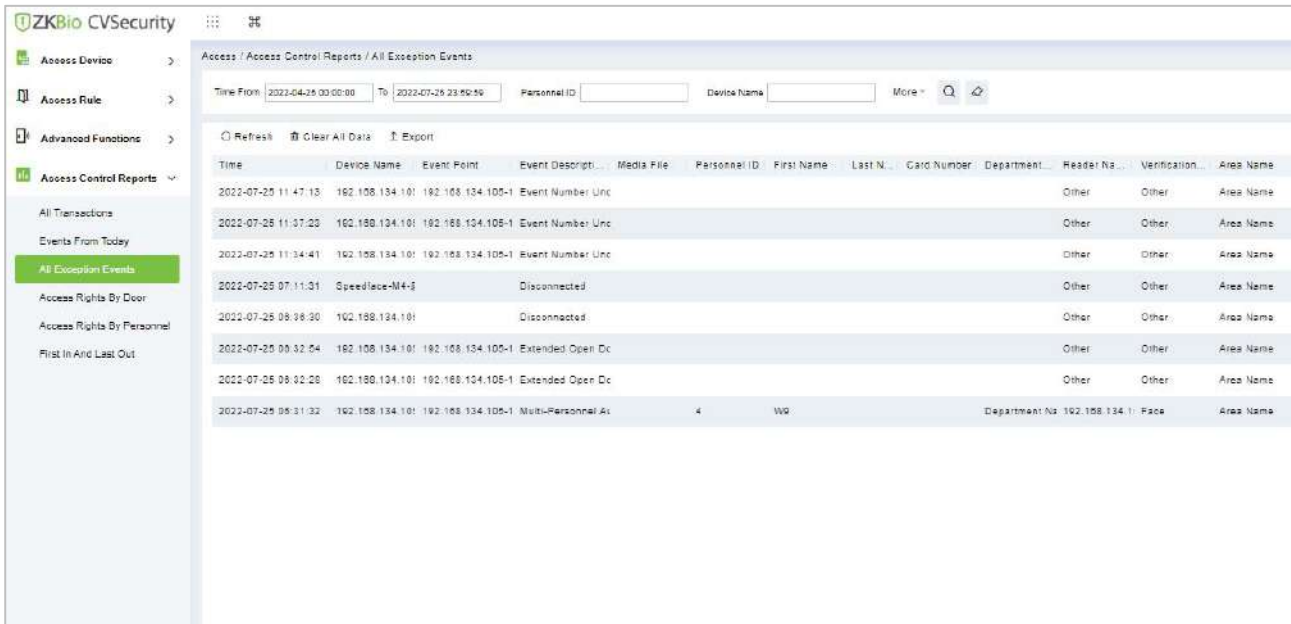 ZKBio CVSecurity
Access Device
Access Rule
Advanced Functions
Access Control Reports
All Transactions
Events From Today
All Exception Events
Access Rights By Door
Access Rights By Personnel
First In And Last Out
Access / Access Control Reports / All Exception Events
Time From 2022-04-25 00:00:00 To 2022-07-25 23:59:59 Personnel ID Device Name More
Refresh Clear All Data Export
Time Device Name Event Point Event Descripti... Media File Personnel ID First Name Last N... Card Number Department... Reader Na... Verification... Area Name
2022-07-25 11:47:13 192.168.134.10 192.168.134.105-1 Event Number Unc Other Other Area Name
2022-07-25 11:37:23 192.168.134.10 192.168.134.105-1 Event Number Unc Other Other Area Name
2022-07-25 11:34:41 192.168.134.10 192.168.134.105-1 Event Number Unc Other Other Area Name
2022-07-25 07:11:31 Speedface-M4- Disconnected Other Other Area Name
2022-07-25 06:36:30 192.168.134.10 Disconnected Other Other Area Name
2022-07-25 06:32:54 192.168.134.10 192.168.134.105-1 Extended Open Dc Other Other Area Name
2022-07-25 06:32:28 192.168.134.10 192.168.134.105-1 Extended Open Dc Other Other Area Name
2022-07-25 06:31:32 192.168.134.10 192.168.134.105-1 Multi-Personnel Au 4 W9 Department Na 192.168.134.1 Face Area Name